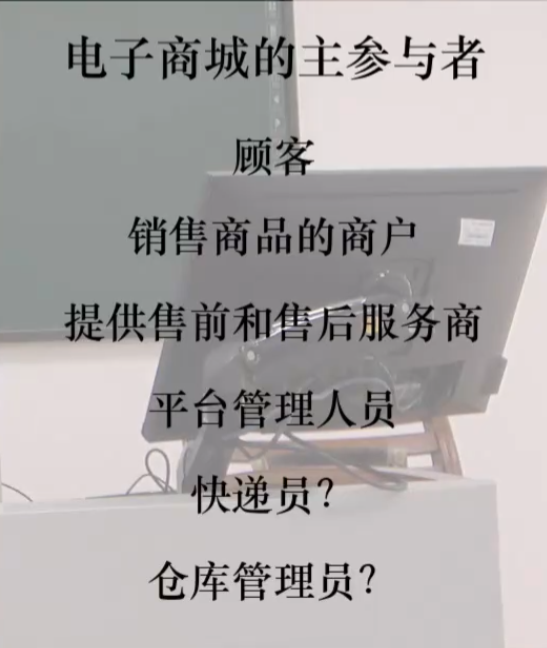 电子商城的主参与者
顾客
销售商品的商户
提供售前和售后服务商
平台管理人员
快递员？
仓库管理员？